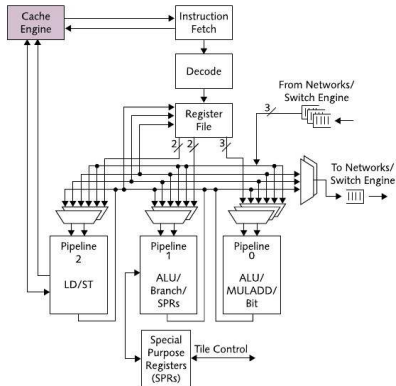 Cache
Engine
Instruction
Fetch
Decode
From Networks/
Switch Engine
Register
File
3
2
2
3
To Networks/
Switch Engine
Pipeline
2
LD/ST
Pipeline
1
ALU/
Branch/
SPRs
Pipeline
0
ALU/
MULADD/
Bit
Special
Purpose
Registers
(SPRs)
Tile Control